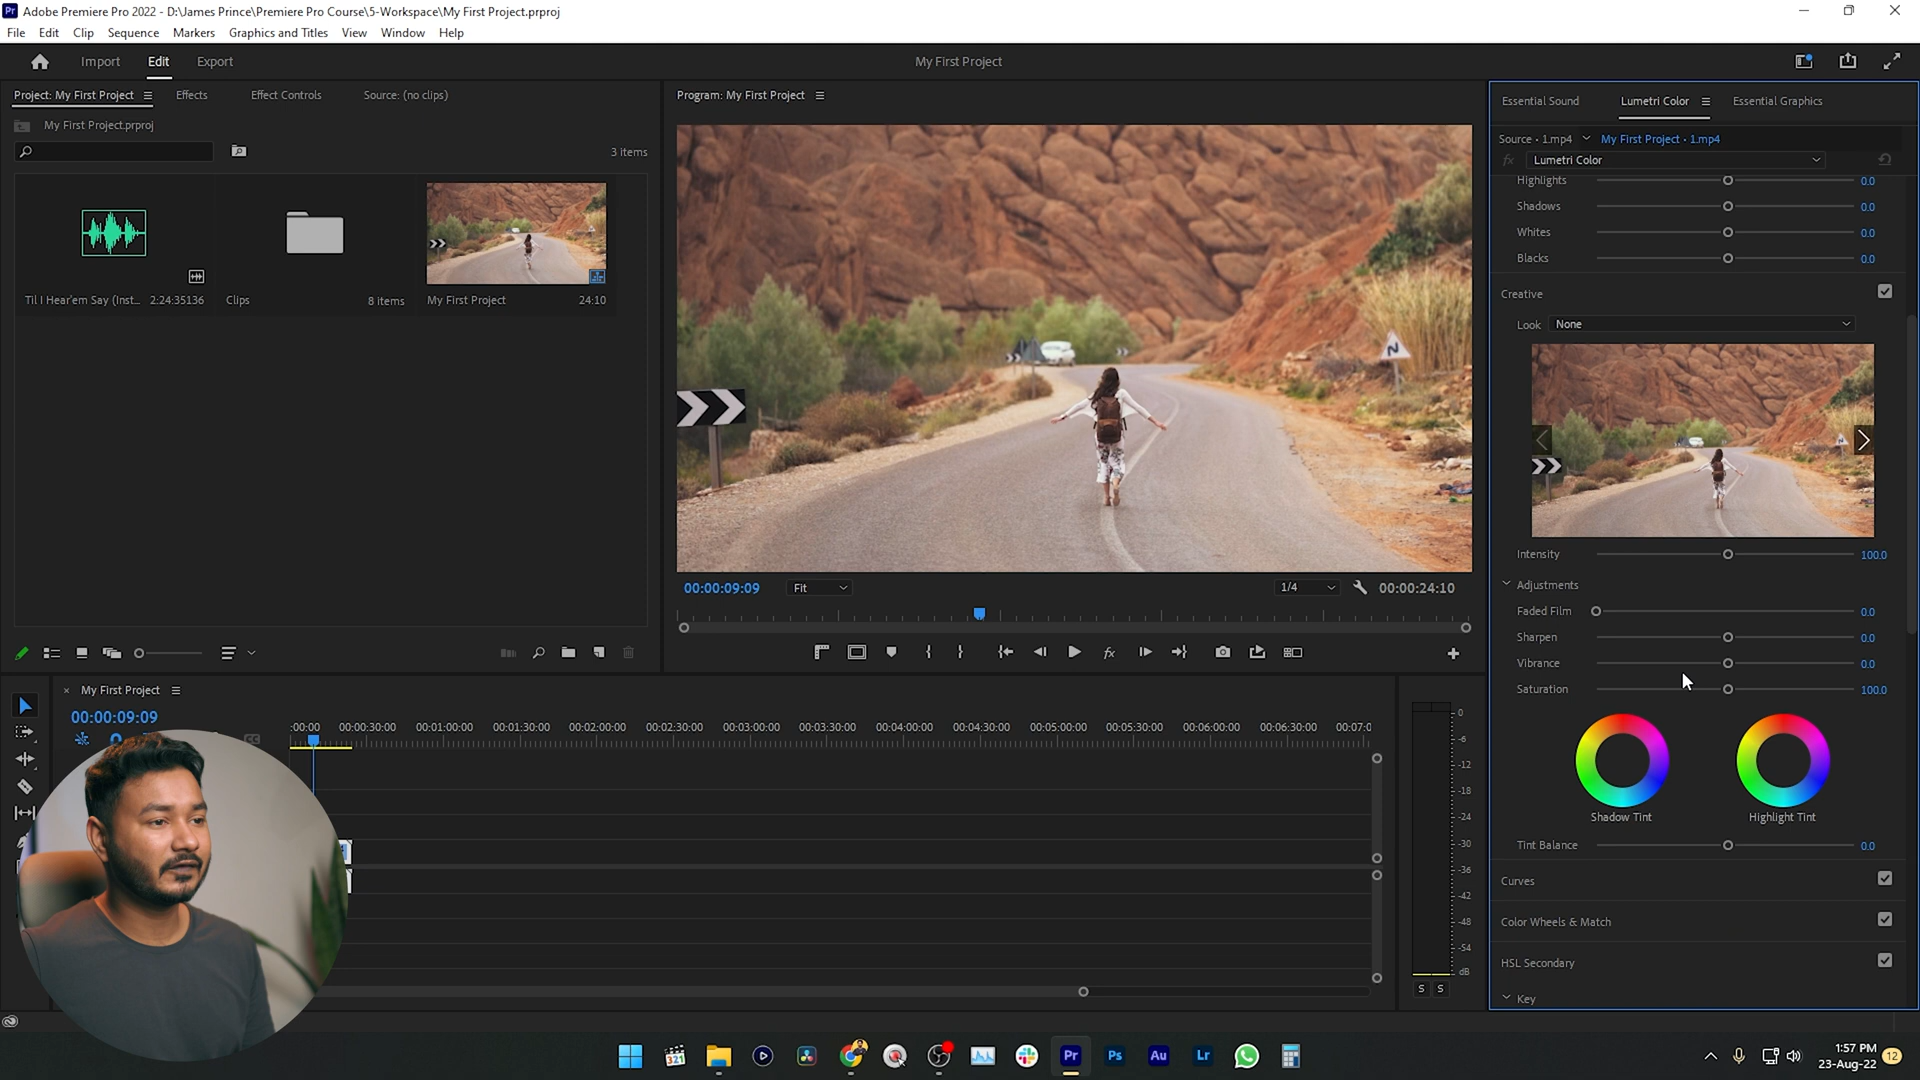 Adobe Premiere Pro 2022 - D:\James Prince\Premiere Pro Course\5-Workspace\My First Project.prproj
File Edit Clip Sequence Markers Graphics and Titles View Window Help
Import Edit Export
My First Project
Project: My First Project
Effects
Effect Controls
Source: (no clips)
My First Project.prproj
3 items
Til I Hear'em Say (Inst... 2:24:35136
Clips 8 items
My First Project 24:10
Program: My First Project
00:00:09:09
Fit
1/4
00:00:24:10
Essential Sound
Lumetri Color
Essential Graphics
Source • 1.mp4
My First Project • 1.mp4
fx
Lumetri Color
Highlights 0.0
Shadows 0.0
Whites 0.0
Blacks 0.0
Creative
Look None
Intensity 100.0
Adjustments
Faded Film 0.0
Sharpen 0.0
Vibrance 0.0
Saturation 100.0
Shadow Tint
Highlight Tint
Tint Balance 0.0
Curves
Color Wheels & Match
HSL Secondary
Key
My First Project
00:00:09:09
:00:00 00:00:30:00 00:01:00:00 00:01:30:00 00:02:00:00 00:02:30:00 00:03:00:00 00:03:30:00 00:04:00:00 00:04:30:00 00:05:00:00 00:05:30:00 00:06:00:00 00:06:30:00 00:07:0
0
-6
-12
-18
-24
-30
-36
-42
-48
-54
dB
S S
321
Pr
Ps
Au
Lr
1:57 PM
23-Aug-22
12